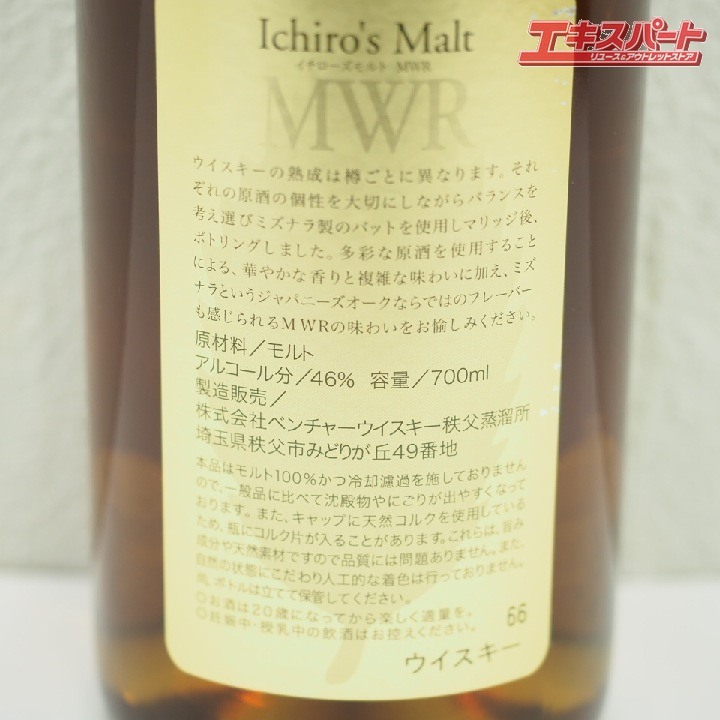 エキスパート
リユース&アウトレットストア
Ichiro's Malt
イチローズモルト MWR
MWR
ウイスキーの熟成は樽ごとに異なります。それ
ぞれの原酒の個性を大切にしながらバランスを
考え選びミズナラ製のバットを使用しマリッジ後、
ボトリングしました。多彩な原酒を使用すること
による、華やかな香りと複雑な味わいに加え、ミズ
ナラというジャパニーズオークならではのフレーバー
も感じられるMWRの味わいをお愉しみください。
原材料/モルト
アルコール分/46% 容量/700ml
製造販売/
株式会社ベンチャーウイスキー秩父蒸溜所
埼玉県秩父市みどりが丘49番地
本品はモルト100%かつ冷却濾過を施しておりません
ので、一般品に比べて沈殿物やにごりが出やすくなって
おります。また、キャップに天然コルクを使用している
ため、瓶にコルク片が入ることがあります。これらは、旨み
成分や天然素材ですので品質には問題ありません。また、
自然の状態にこだわり人工的な着色は行っておりません。
尚、ボトルは立てて保管してください。
○お酒は20歳になってから楽しく適量を。
○妊娠中・授乳中の飲酒はお控えください。
66
ウイスキー